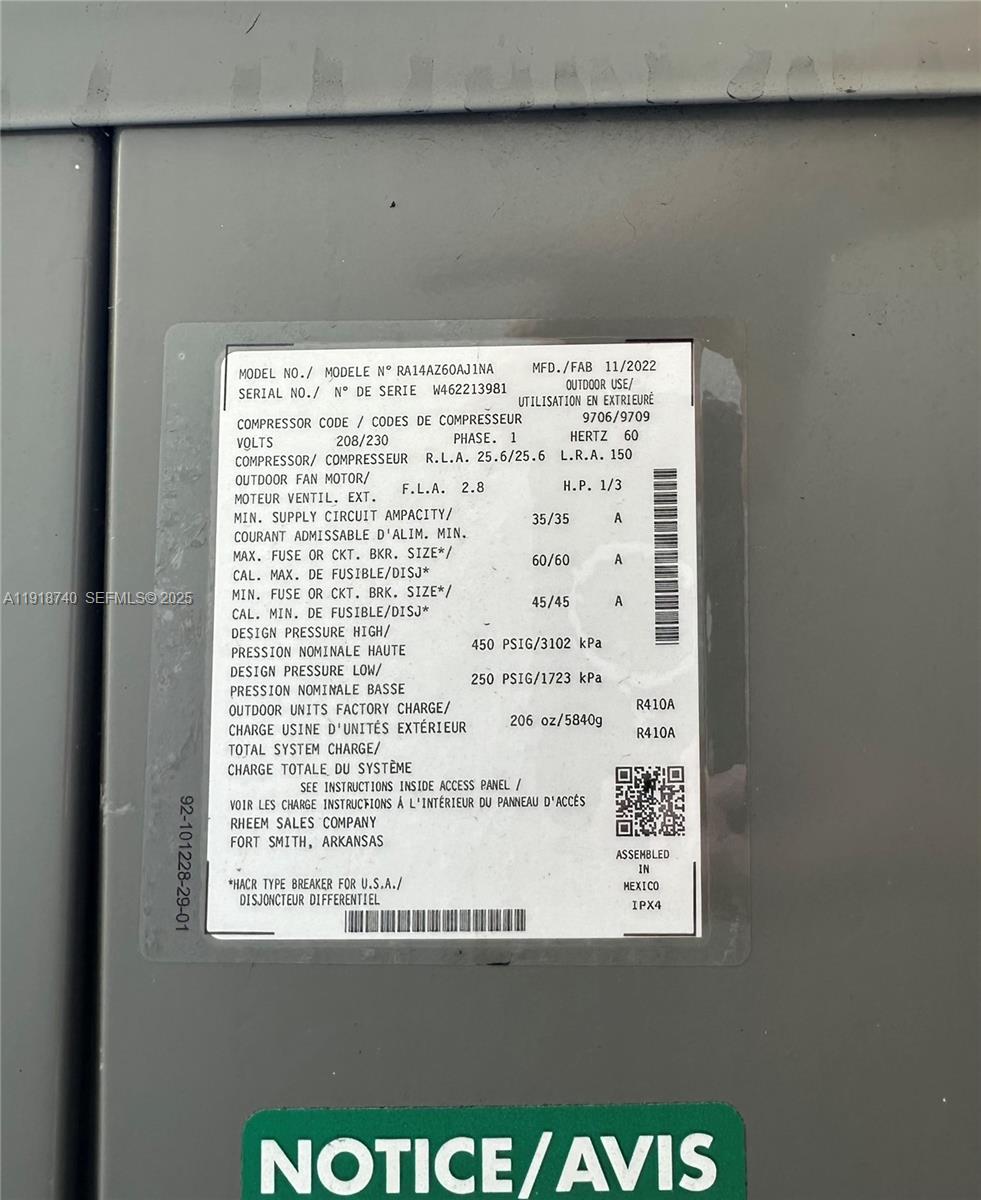 MODEL NO./ MODELE N° RA14AZ60AJ1NA MFD./FAB 11/2022
SERIAL NO./ N° DE SERIE W462213981 OUTDOOR USE/
UTILISATION EN EXTRIEURÉ
COMPRESSOR CODE / CODES DE COMPRESSEUR 9706/9709
VOLTS 208/230 PHASE. 1 HERTZ 60
COMPRESSOR/ COMPRESSEUR R.L.A. 25.6/25.6 L.R.A. 150
OUTDOOR FAN MOTOR/
MOTEUR VENTIL. EXT. F.L.A. 2.8 H.P. 1/3
MIN. SUPPLY CIRCUIT AMPACITY/ 35/35 A
COURANT ADMISSABLE D'ALIM. MIN.
MAX. FUSE OR CKT. BKR. SIZE*/ 60/60 A
CAL. MAX. DE FUSIBLE/DISJ*
MIN. FUSE OR CKT. BRK. SIZE*/ 45/45 A
CAL. MIN. DE FUSIBLE/DISJ*
DESIGN PRESSURE HIGH/
PRESSION NOMINALE HAUTE 450 PSIG/3102 kPa
DESIGN PRESSURE LOW/
PRESSION NOMINALE BASSE 250 PSIG/1723 kPa
OUTDOOR UNITS FACTORY CHARGE/ R410A
CHARGE USINE D'UNITÉS EXTÉRIEUR 206 oz/5840g R410A
TOTAL SYSTEM CHARGE/
CHARGE TOTALE DU SYSTÈME
SEE INSTRUCTIONS INSIDE ACCESS PANEL /
VOIR LES CHARGE INSTRUCTIONS À L'INTÉRIEUR DU PANNEAU D'ACCÈS
RHEEM SALES COMPANY
FORT SMITH, ARKANSAS
ASSEMBLED
IN
MEXICO
IPX4
*HACR TYPE BREAKER FOR U.S.A./
DISJONCTEUR DIFFERENTIEL
92-101228-29-01
NOTICE/AVIS
A11918740 SEFMLS© 2025